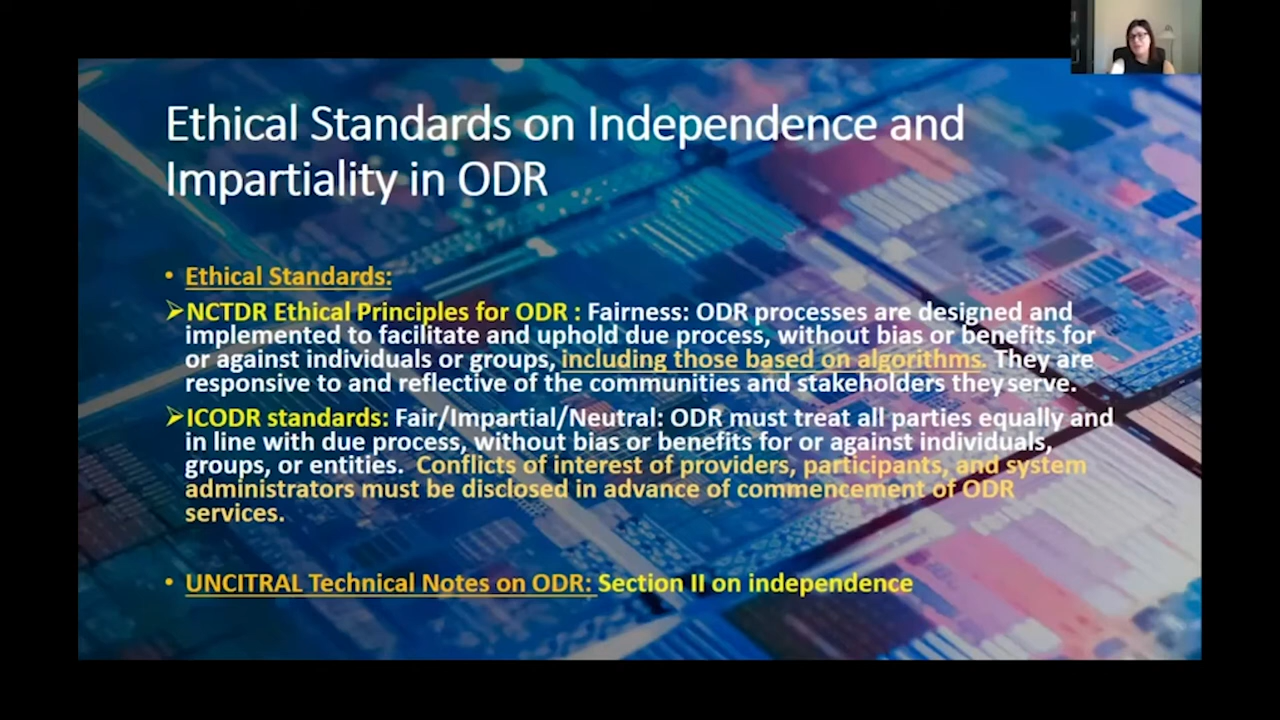 Ethical Standards on Independence and
Impartiality in ODR
• Ethical Standards:
➢NCTDR Ethical Principles for ODR : Fairness: ODR processes are designed and
implemented to facilitate and uphold due process, without bias or benefits for
or against individuals or groups, including those based on algorithms. They are
responsive to and reflective of the communities and stakeholders they serve.
➢ICODR standards: Fair/Impartial/Neutral: ODR must treat all parties equally and
in line with due process, without bias or benefits for or against individuals,
groups, or entities. Conflicts of interest of providers, participants, and system
administrators must be disclosed in advance of commencement of ODR
services.
• UNCITRAL Technical Notes on ODR: Section II on independence